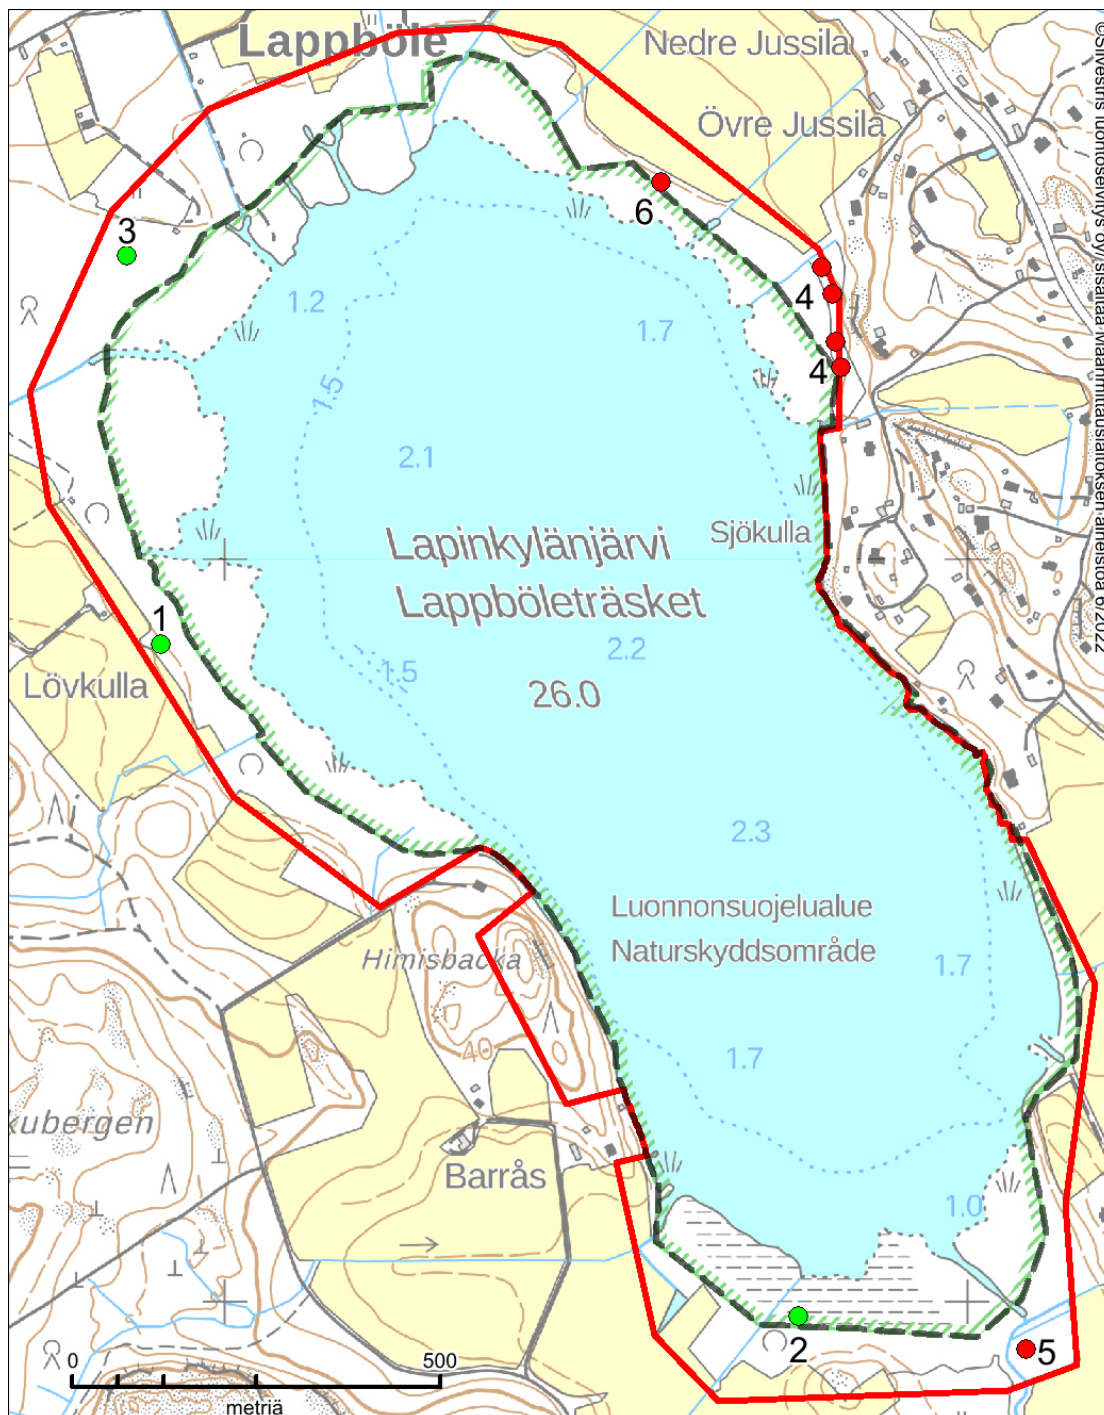 Lappböle
Nedre Jussila
Övre Jussila
6
3
4
4
1.2
1.7
1.5
2.1
Lapinkylänjärvi
Lappböleträsket
Sjökulla
1
2.2
1.5
26.0
Lövkulla
2.3
Luonnonsuojelualue
Naturskyddsområde
Himisbacka
1.7
40
1.7
kubergen
Barrås
1.0
2
5
0
500
metriä